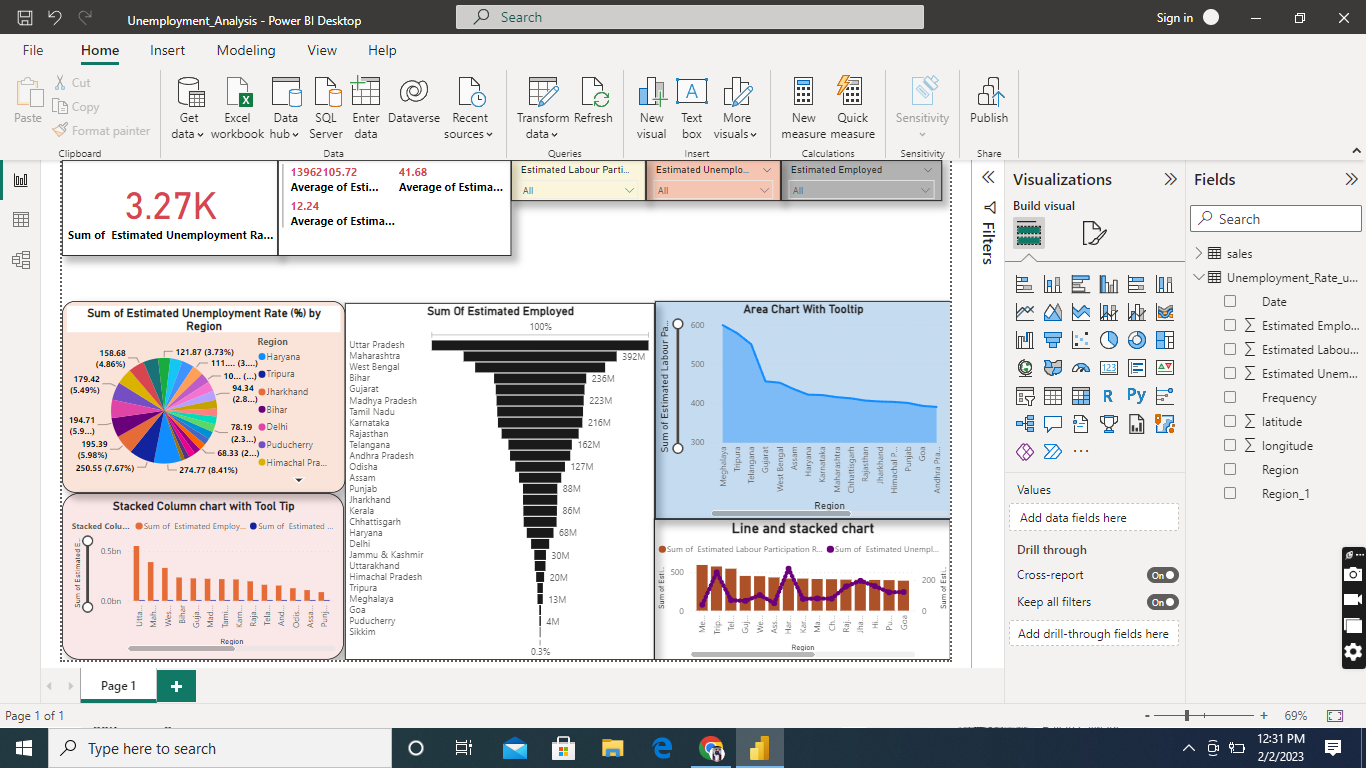 Unemployment_Analysis - Power BI Desktop
Search
Sign in
File Home Insert Modeling View Help
Paste
Cut
Copy
Format painter
Clipboard
Get data
Excel workbook
Data hub
SQL Server
Enter data
Dataverse
Recent sources
Data
Transform data
Refresh
Queries
New visual
Text box
More visuals
Insert
New measure
Quick measure
Calculations
Sensitivity
Sensitivity
Publish
Share
3.27K
Sum of Estimated Unemployment Ra...
13962105.72
Average of Esti...
41.68
Average of Estima...
12.24
Average of Estima...
Estimated Labour Parti...
All
Estimated Unemplo...
All
Estimated Employed
All
Sum of Estimated Unemployment Rate (%) by Region
158.68 (4.86%)
179.42 (5.49%)
194.71 (5.9...)
195.39 (5.98%)
250.55 (7.67%)
274.77 (8.41%)
121.87 (3.73%)
111.... (3....)
10... (...)
94.34 (2.8...)
78.19 (2.3...)
68.33 (2...)
Region
Haryana
Tripura
Jharkhand
Bihar
Delhi
Puducherry
Himachal Pra...
Stacked Column chart with Tool Tip
Stacked Colu...
Sum of Estimated Employ...
Sum of Estimated ...
Sum of Estimated E...
0.5bn
0.0bn
Utta...
Mah...
Wes...
Bihar
Guja...
Mad...
Tami...
Karn...
Raja...
Tela...
And...
Odis...
Assa...
Punj...
Region
Sum Of Estimated Employed
100%
Uttar Pradesh
Maharashtra 392M
West Bengal
Bihar 236M
Gujarat
Madhya Pradesh 223M
Tamil Nadu
Karnataka 216M
Rajasthan
Telangana 162M
Andhra Pradesh
Odisha 127M
Assam
Punjab 88M
Jharkhand
Kerala 86M
Chhattisgarh
Haryana 68M
Delhi
Jammu & Kashmir 30M
Uttarakhand
Himachal Pradesh 20M
Tripura
Meghalaya 13M
Goa
Puducherry 4M
Sikkim
0.3%
Area Chart With Tooltip
Sum of Estimated Labour Pa...
600
500
400
300
Meghalaya
Tripura
Telangana
Gujarat
West Bengal
Assam
Haryana
Karnataka
Maharashtra
Chhattisgarh
Rajasthan
Jharkhand
Himachal P...
Punjab
Goa
Andhra Pra...
Region
Line and stacked chart
Sum of Estimated Labour Participation R...
Sum of Estimated Unempl...
Sum of Esti...
500
0
200
0
Sum of Esti...
Me...
Trip...
Tel...
Guj...
We...
Ass...
Har...
Kar...
Ma...
Ch...
Raj...
Jha...
Hi...
Pu...
Goa
Region
Filters
Visualizations
Build visual
123
R
Py
Values
Add data fields here
Drill through
Cross-report
On
Keep all filters
On
Add drill-through fields here
Fields
Search
sales
Unemployment_Rate_u...
Date
Estimated Emplo...
Estimated Labou...
Estimated Unem...
Frequency
latitude
longitude
Region
Region_1
Page 1
Page 1 of 1
69%
Type here to search
12:31 PM
2/2/2023